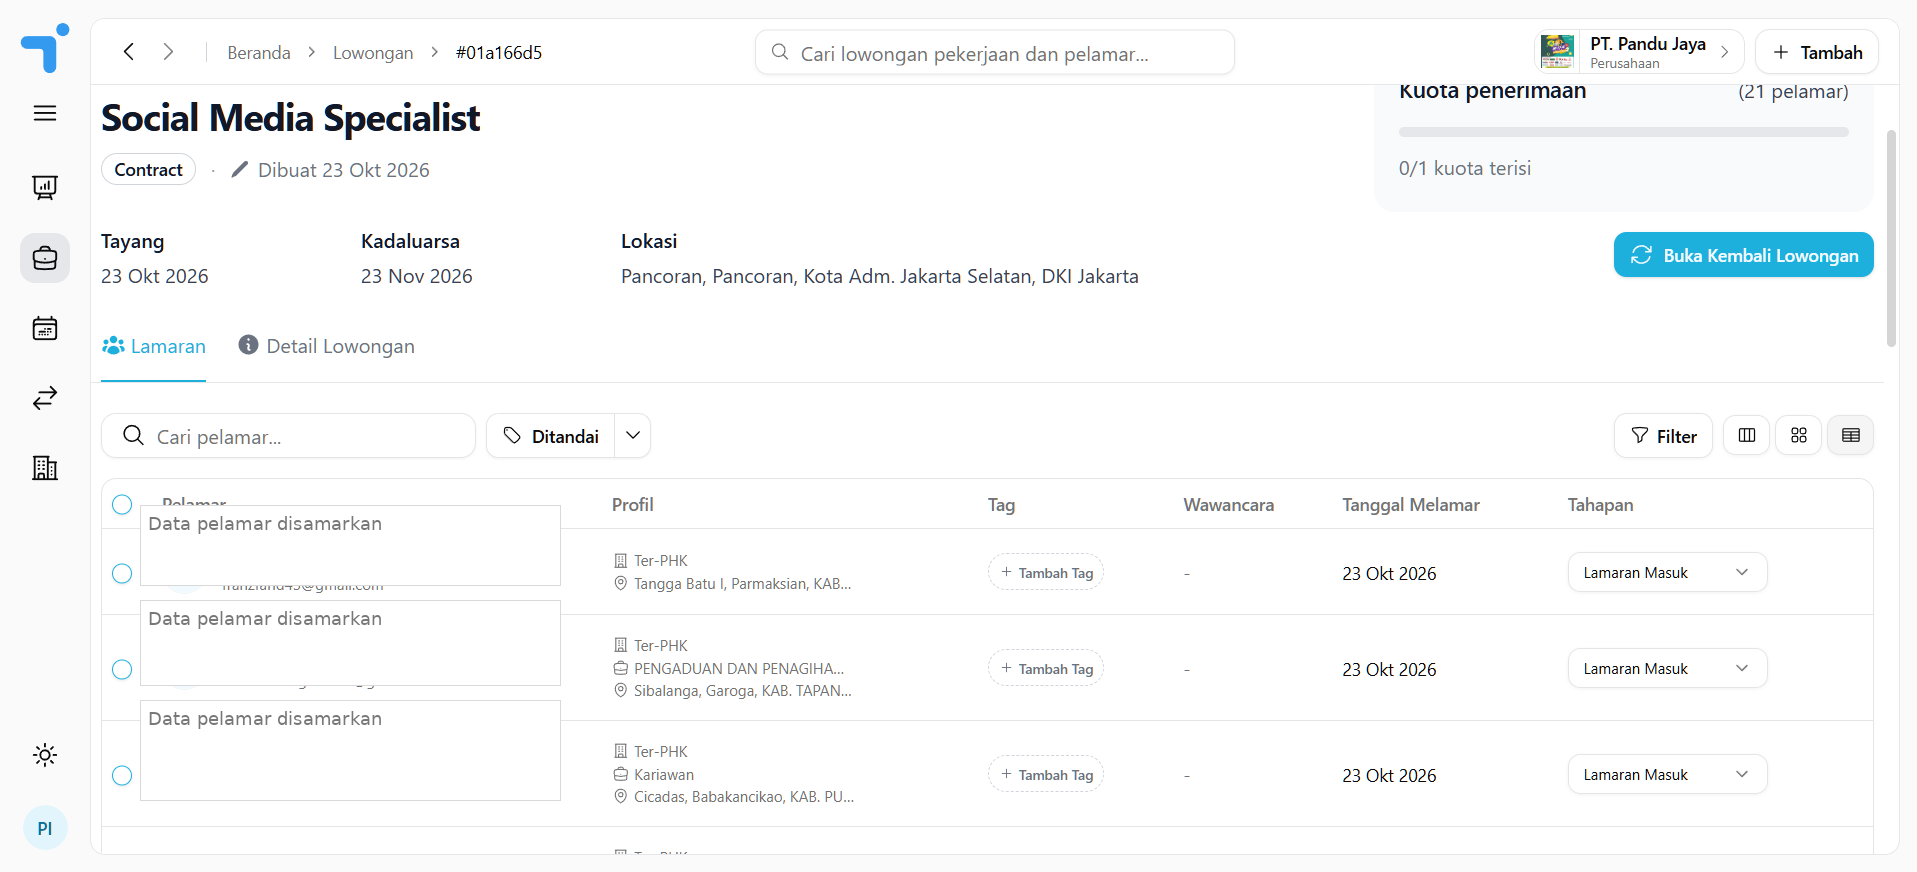 Beranda > Lowongan > #01a166d5
Cari lowongan pekerjaan dan pelamar...
PT. Pandu Jaya
Perusahaan
+ Tambah
Social Media Specialist
Kuota penerimaan (21 pelamar)
Contract · Dibuat 23 Okt 2026
0/1 kuota terisi
Tayang Kadaluarsa Lokasi
23 Okt 2026 23 Nov 2026 Pancoran, Pancoran, Kota Adm. Jakarta Selatan, DKI Jakarta
Buka Kembali Lowongan
Lamaran Detail Lowongan
Cari pelamar... Ditandai Filter
Pelamar Profil Tag Wawancara Tanggal Melamar Tahapan
Data pelamar disamarkan
Ter-PHK
Tangga Batu I, Parmaksian, KAB...
+ Tambah Tag - 23 Okt 2026 Lamaran Masuk
Data pelamar disamarkan
Ter-PHK
PENGADUAN DAN PENAGIHA...
Sibalanga, Garoga, KAB. TAPAN...
+ Tambah Tag - 23 Okt 2026 Lamaran Masuk
Data pelamar disamarkan
Ter-PHK
Kariawan
Cicadas, Babakancikao, KAB. PU...
+ Tambah Tag - 23 Okt 2026 Lamaran Masuk
Ter-PHK
PI